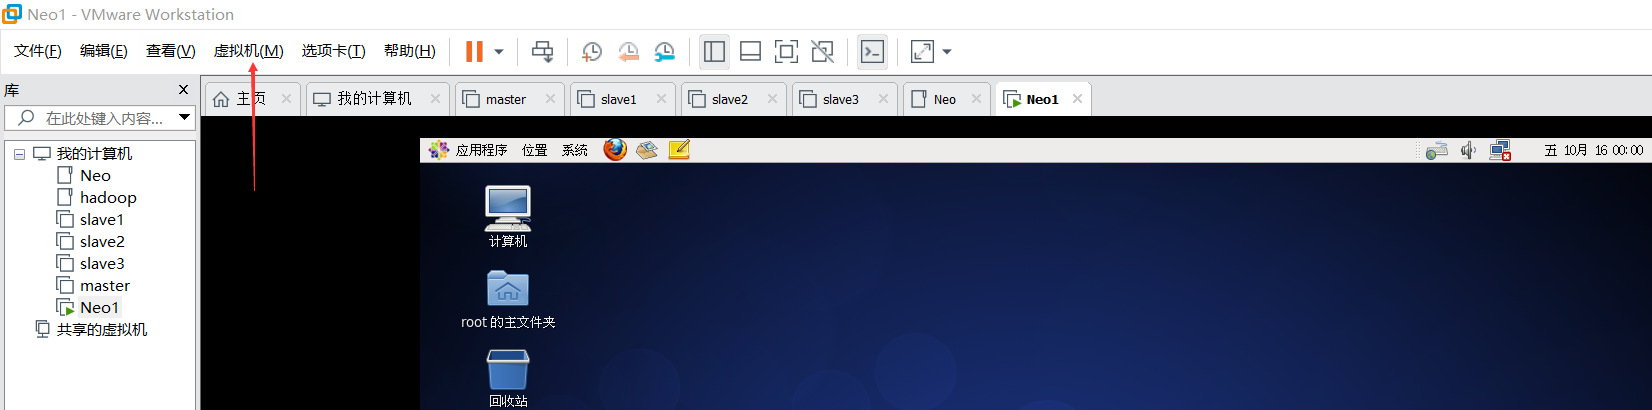 Neo1 - VMware Workstation
文件(F) 编辑(E) 查看(V) 虚拟机(M) 选项卡(T) 帮助(H)
库
主页 我的计算机 master slave1 slave2 slave3 Neo Neo1
在此处键入内容...
我的计算机
Neo
hadoop
slave1
slave2
slave3
master
Neo1
共享的虚拟机
应用程序 位置 系统 五 10月 16 00:00
计算机
root 的主文件夹
回收站